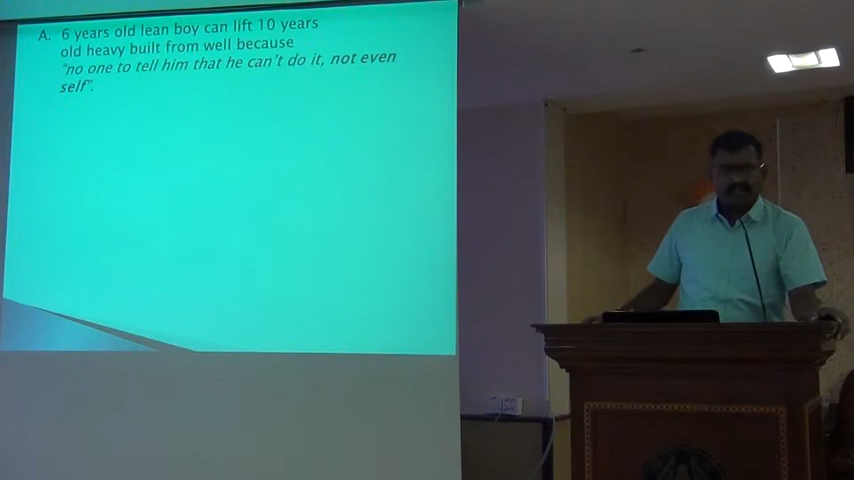 A. 6 years old lean boy can lift 10 years
old heavy built from well because
“no one to tell him that he can't do it, not even
self”.